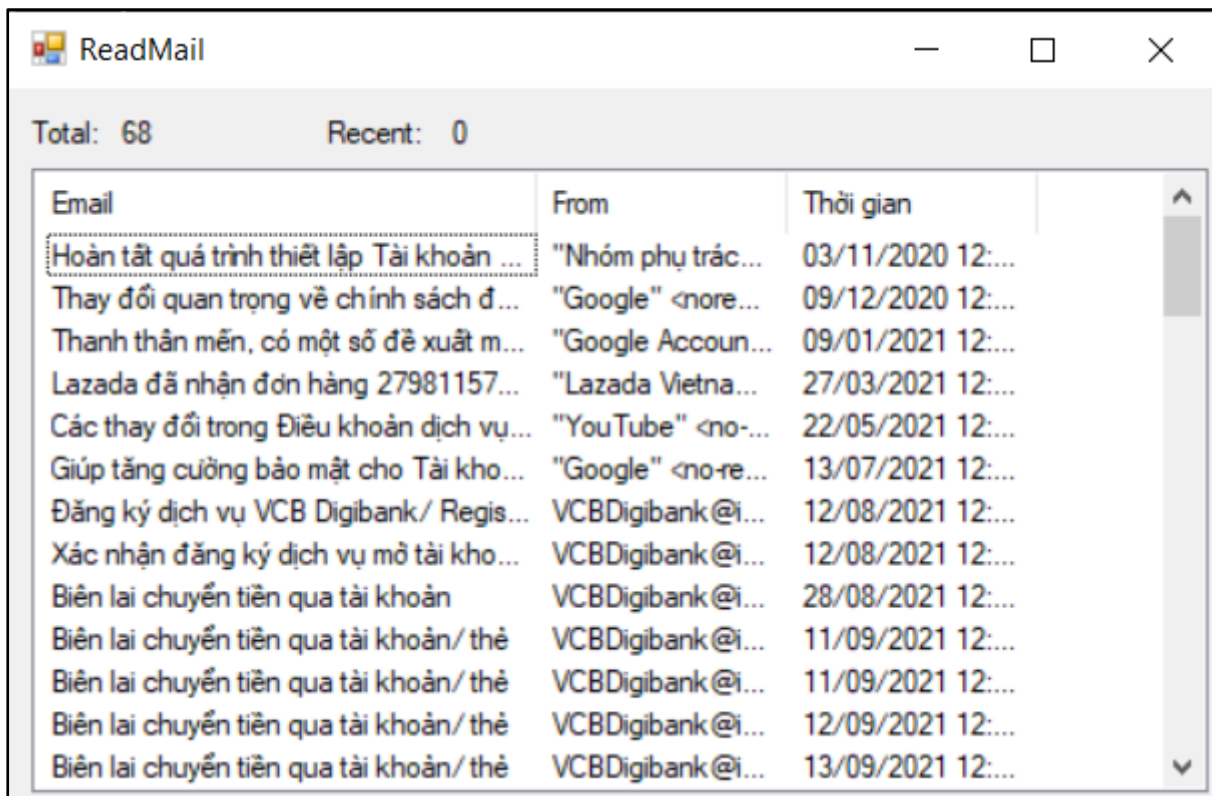 ReadMail
Total: 68 Recent: 0
Email From Thời gian
Hoàn tất quá trình thiết lập Tài khoản ... "Nhóm phụ trác... 03/11/2020 12:...
Thay đổi quan trọng về chính sách đ... "Google" <nore... 09/12/2020 12:...
Thanh thân mến, có một số đề xuất m... "Google Accoun... 09/01/2021 12:...
Lazada đã nhận đơn hàng 27981157... "Lazada Vietna... 27/03/2021 12:...
Các thay đổi trong Điều khoản dịch vụ... "YouTube" <no-... 22/05/2021 12:...
Giúp tăng cường bảo mật cho Tài kho... "Google" <no-re... 13/07/2021 12:...
Đăng ký dịch vụ VCB Digibank/ Regis... VCBDigibank@i... 12/08/2021 12:...
Xác nhận đăng ký dịch vụ mở tài kho... VCBDigibank@i... 12/08/2021 12:...
Biên lai chuyển tiền qua tài khoản VCBDigibank@i... 28/08/2021 12:...
Biên lai chuyển tiền qua tài khoản/ thẻ VCBDigibank@i... 11/09/2021 12:...
Biên lai chuyển tiền qua tài khoản/ thẻ VCBDigibank@i... 11/09/2021 12:...
Biên lai chuyển tiền qua tài khoản/ thẻ VCBDigibank@i... 12/09/2021 12:...
Biên lai chuyển tiền qua tài khoản/ thẻ VCBDigibank@i... 13/09/2021 12:...